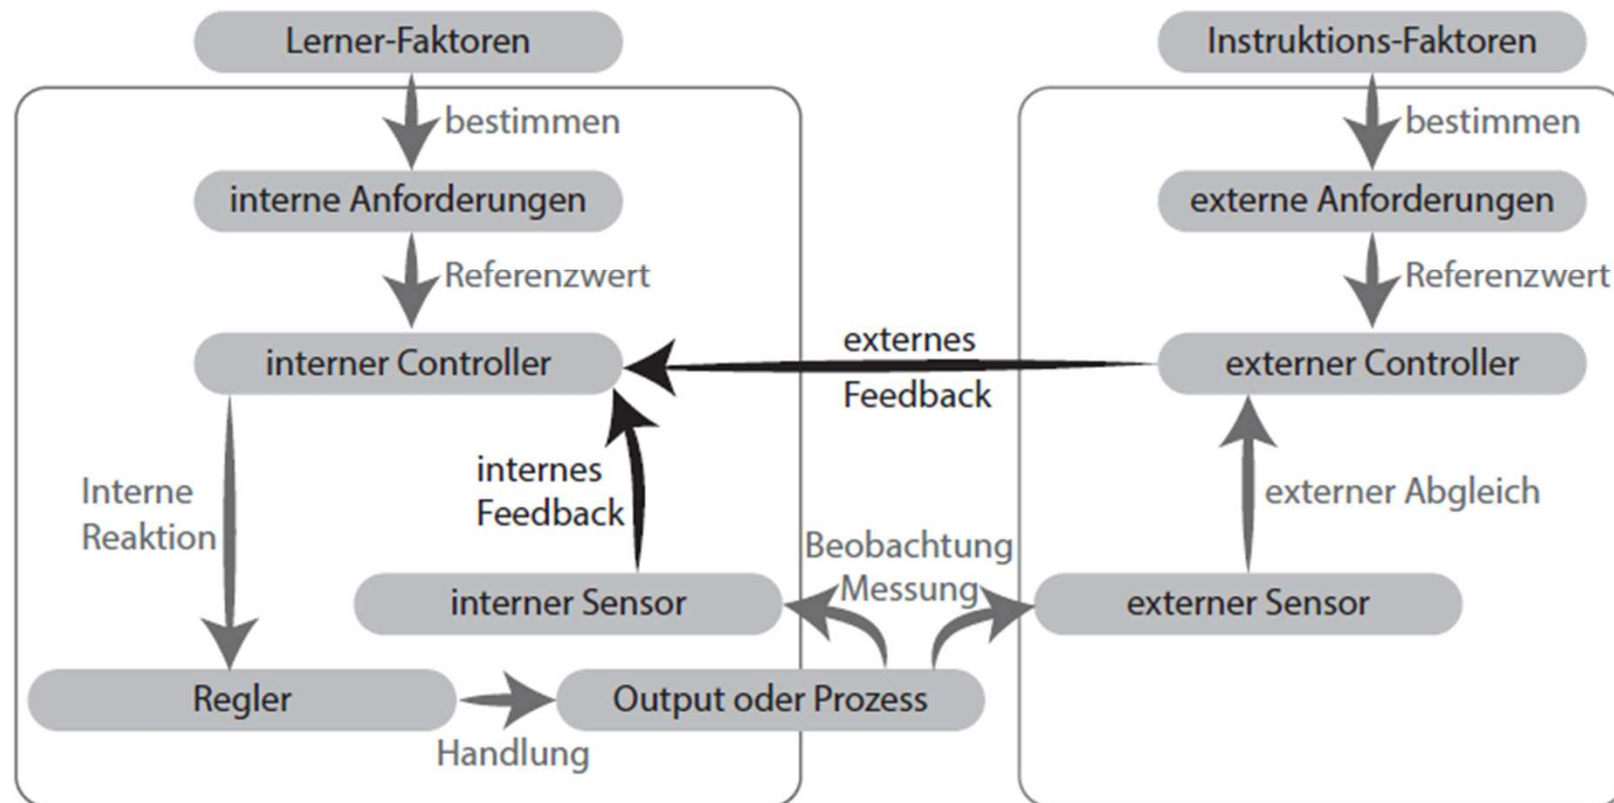 Lerner-Faktoren
Instruktions-Faktoren
bestimmen
bestimmen
interne Anforderungen
externe Anforderungen
Referenzwert
Referenzwert
externes
Feedback
interner Controller
externer Controller
internes
Feedback
Interne
Reaktion
externer Abgleich
Beobachtung
Messung
interner Sensor
externer Sensor
Regler
Output oder Prozess
Handlung